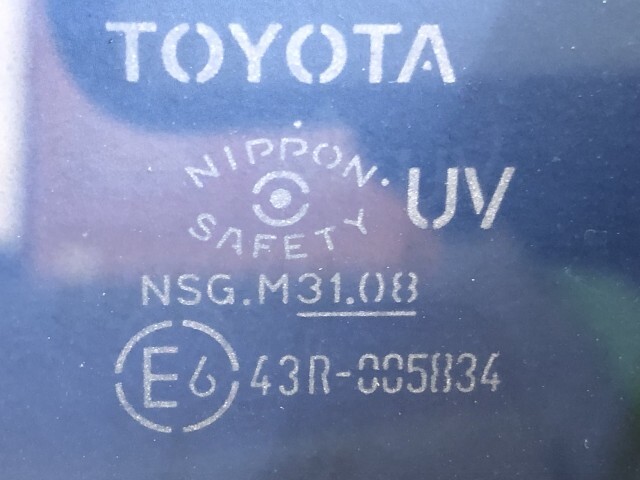 TOYOTA
NIPPON
SAFETY
UV
NSG.M31.08
E6 43R-005834